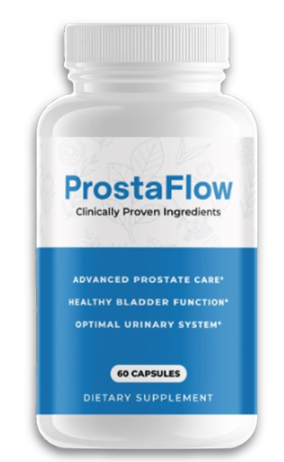 ProstaFlow
Clinically Proven Ingredients
ADVANCED PROSTATE CARE*
HEALTHY BLADDER FUNCTION*
OPTIMAL URINARY SYSTEM*
60 CAPSULES
DIETARY SUPPLEMENT